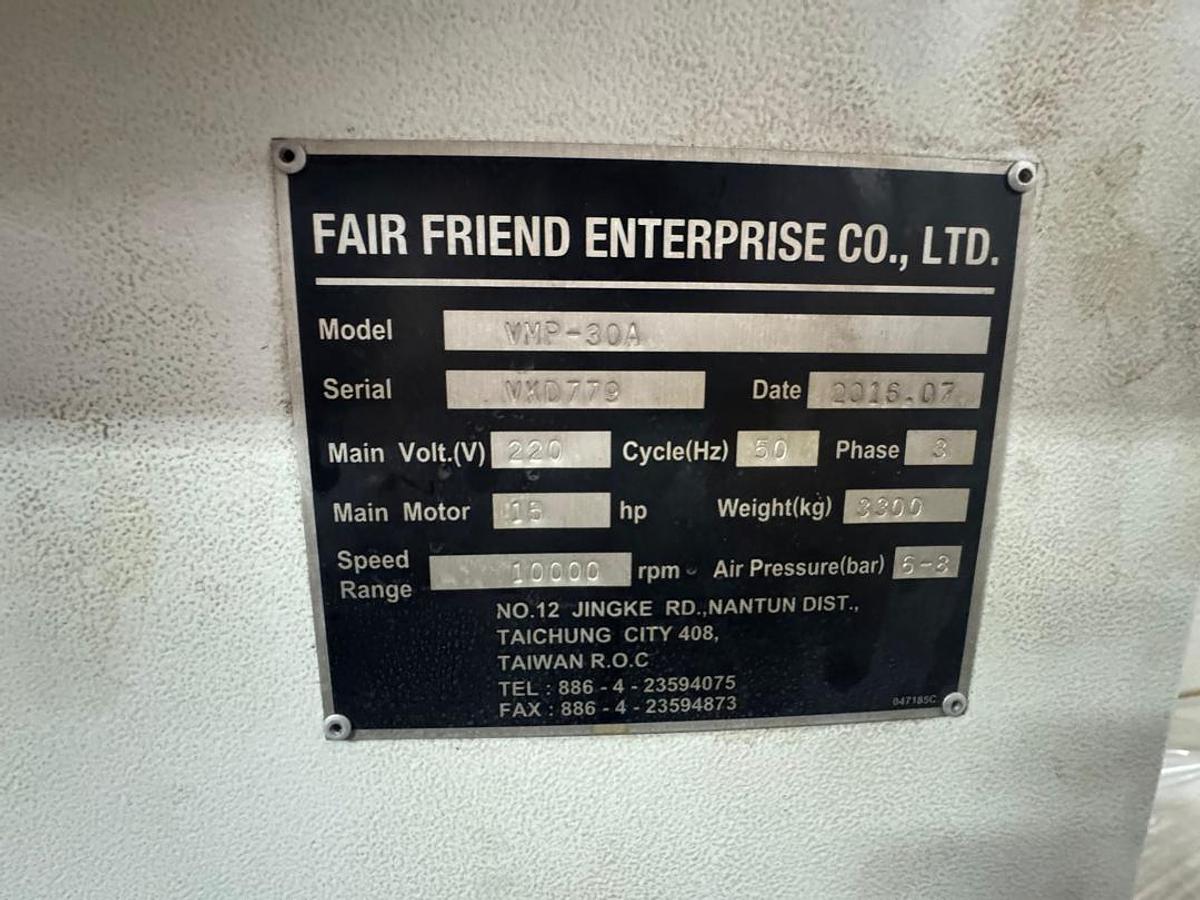 FAIR FRIEND ENTERPRISE CO., LTD.
Model VMP-30A
Serial VKD779 Date 2016.07
Main Volt.(V) 220 Cycle(Hz) 50 Phase 3
Main Motor 15 hp Weight(kg) 3300
Speed Range 10000 rpm Air Pressure(bar) 6-8
NO.12 JINGKE RD.,NANTUN DIST.,
TAICHUNG CITY 408,
TAIWAN R.O.C
TEL : 886 - 4 - 23594075
FAX : 886 - 4 - 23594873
047185C